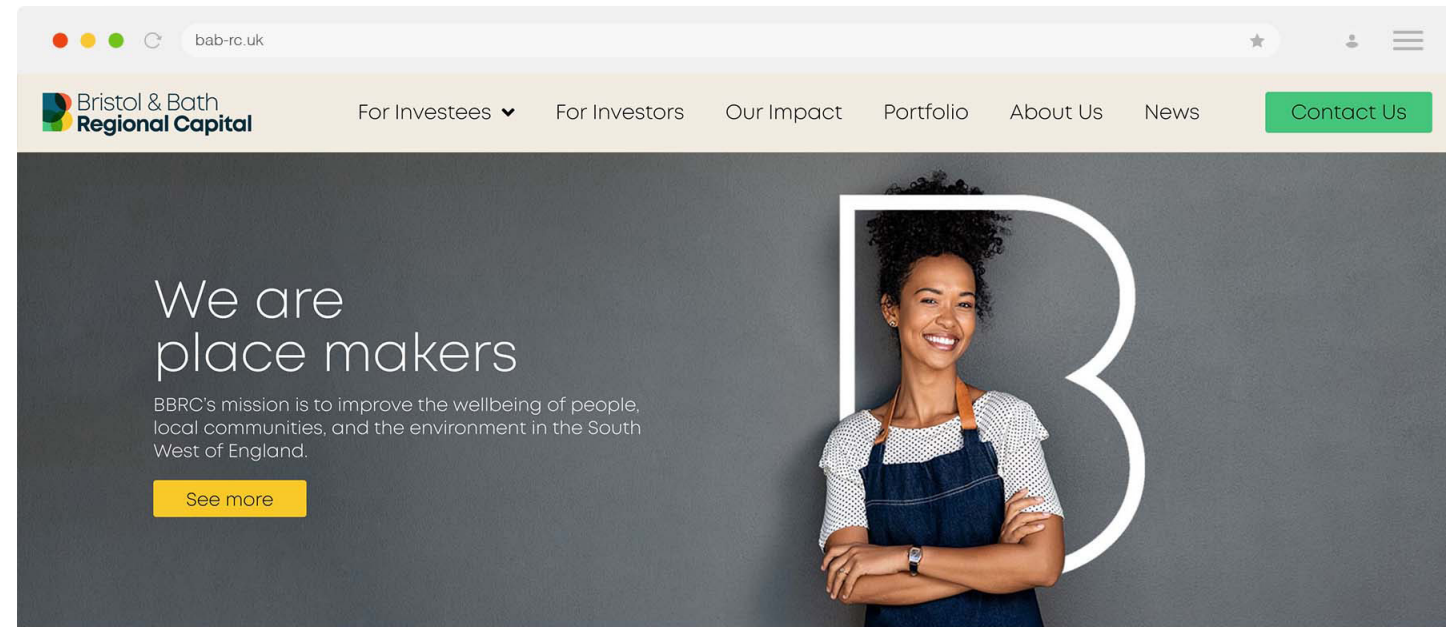 bab-rc.uk
Bristol & Bath
Regional Capital
For Investees
For Investors
Our Impact
Portfolio
About Us
News
Contact Us
We are
place makers
BBRC's mission is to improve the wellbeing of people,
local communities, and the environment in the South
West of England.
See more
B